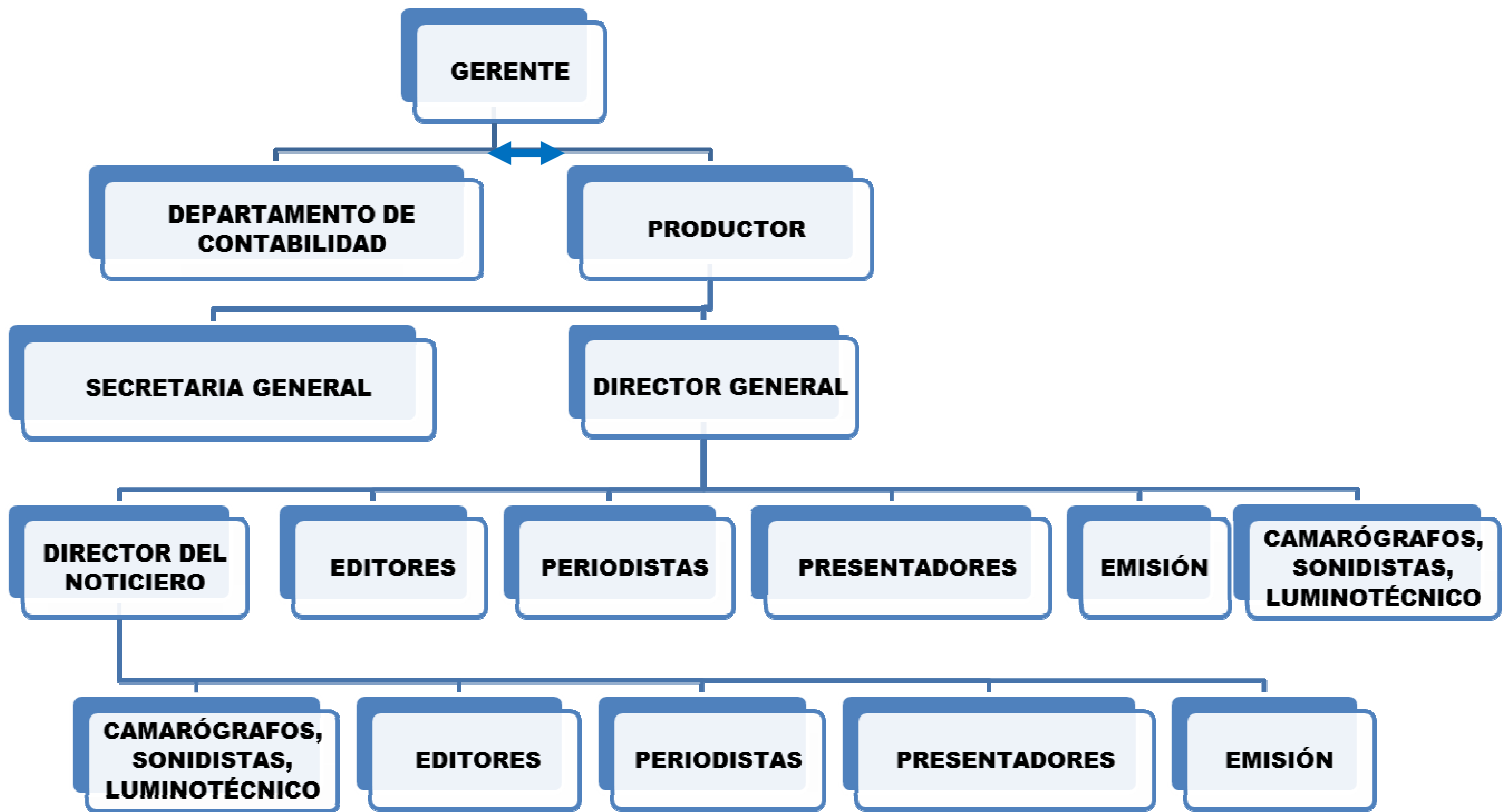 GERENTE
DEPARTAMENTO DE
CONTABILIDAD
PRODUCTOR
SECRETARIA GENERAL
DIRECTOR GENERAL
DIRECTOR DEL
NOTICIERO
EDITORES
PERIODISTAS
PRESENTADORES
EMISIÓN
CAMARÓGRAFOS,
SONIDISTAS,
LUMINOTÉCNICO
CAMARÓGRAFOS,
SONIDISTAS,
LUMINOTÉCNICO
EDITORES
PERIODISTAS
PRESENTADORES
EMISIÓN